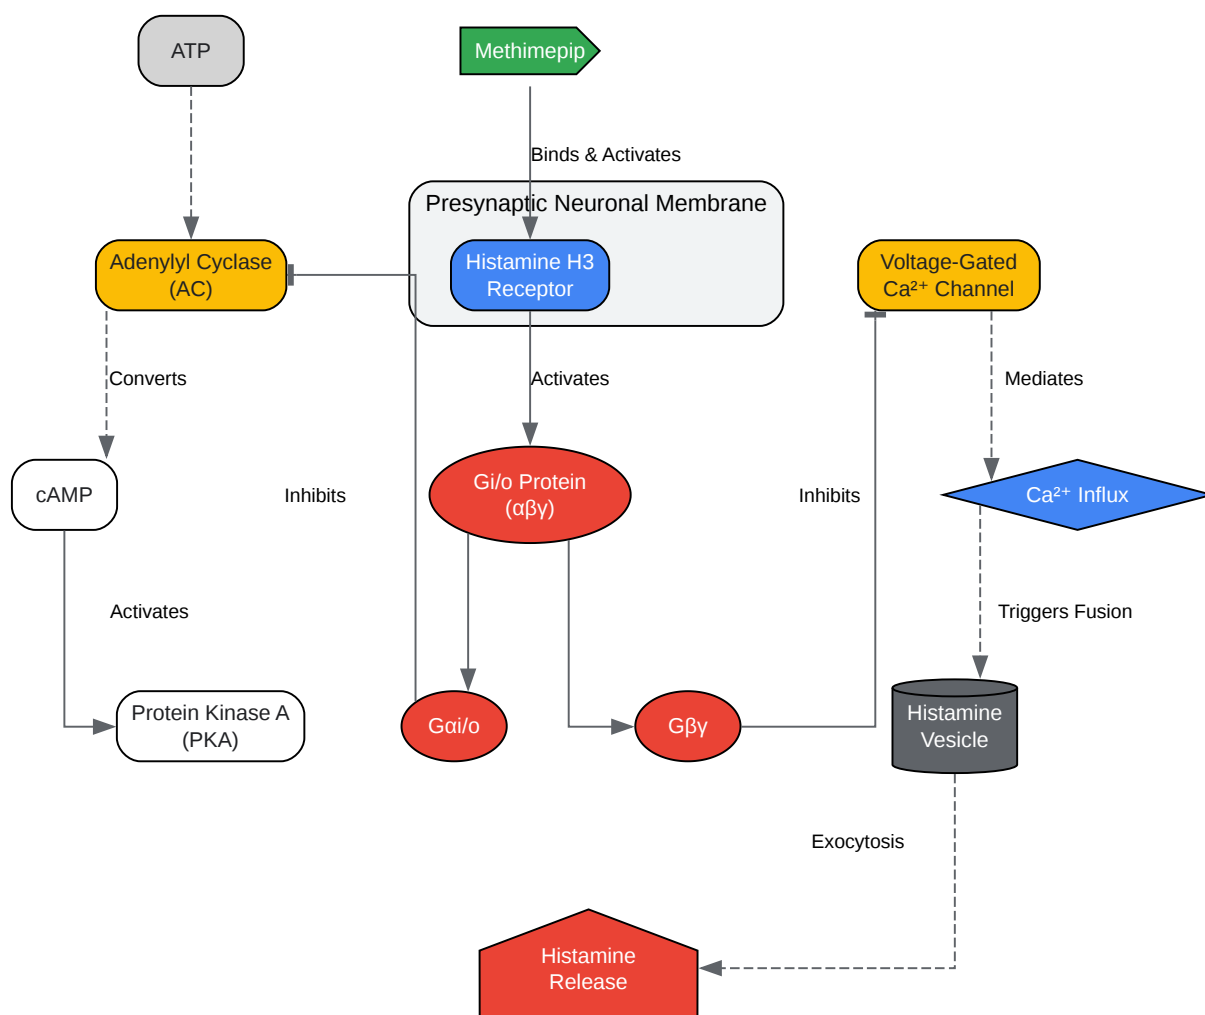 ATP
Methimepip
Binds & Activates
Presynaptic Neuronal Membrane
Adenylyl Cyclase
(AC)
Histamine H3
Receptor
Voltage-Gated
Ca²⁺ Channel
Converts
Activates
Mediates
cAMP
Inhibits
Gi/o Protein
(αβγ)
Inhibits
Ca²⁺ Influx
Activates
Triggers Fusion
Protein Kinase A
(PKA)
Gαi/o
Gβγ
Histamine
Vesicle
Exocytosis
Histamine
Release